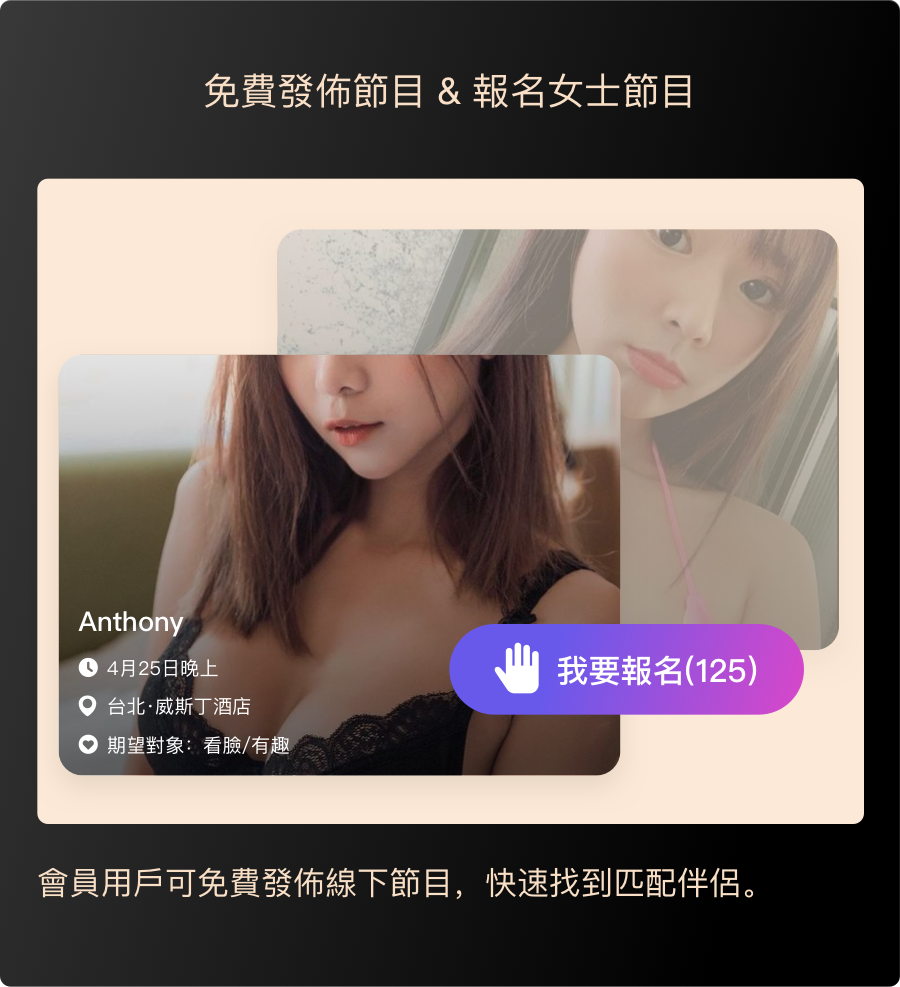 免費發佈節目 & 報名女士節目
Anthony
4月25日晚上
台北·威斯丁酒店
期望對象：看臉/有趣
我要報名(125)
會員用戶可免費發佈線下節目，快速找到匹配伴侶。